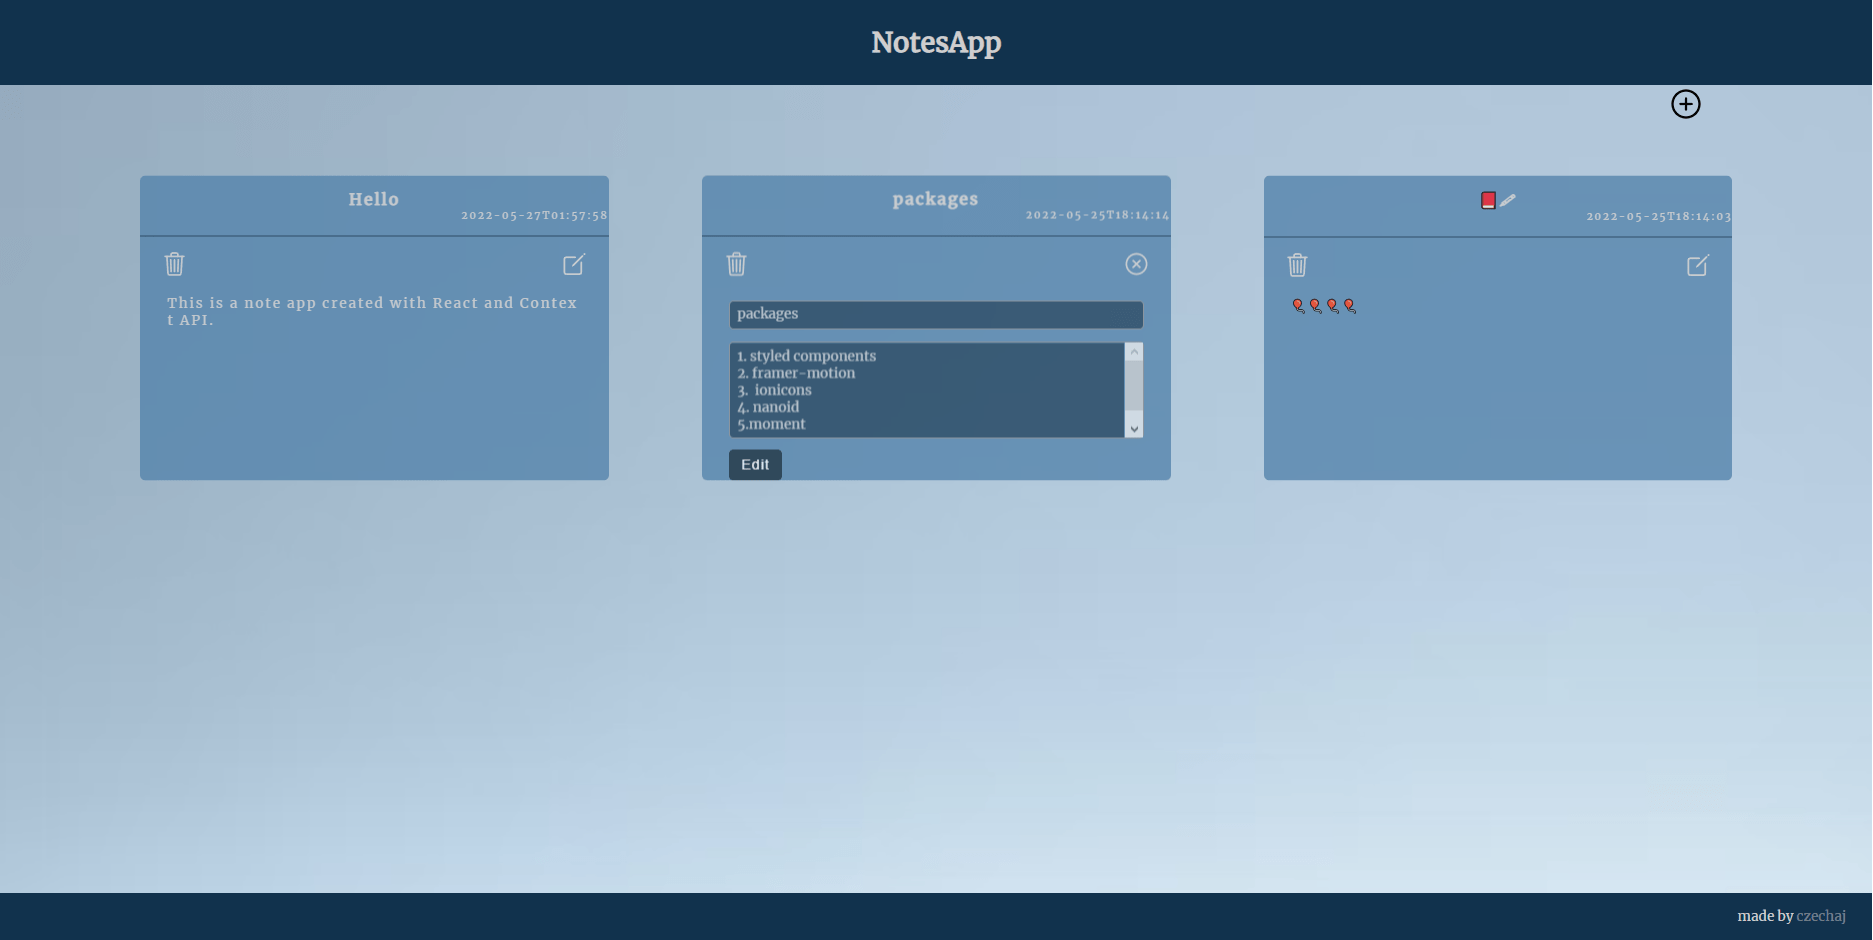 NotesApp
Hello
2022-05-27T01:57:58
This is a note app created with React and Contex
t API.
packages
2022-05-25T18:14:14
packages
1. styled components
2. framer-motion
3.  ionicons
4. nanoid
5.moment
Edit
2022-05-25T18:14:03
made by czechaj